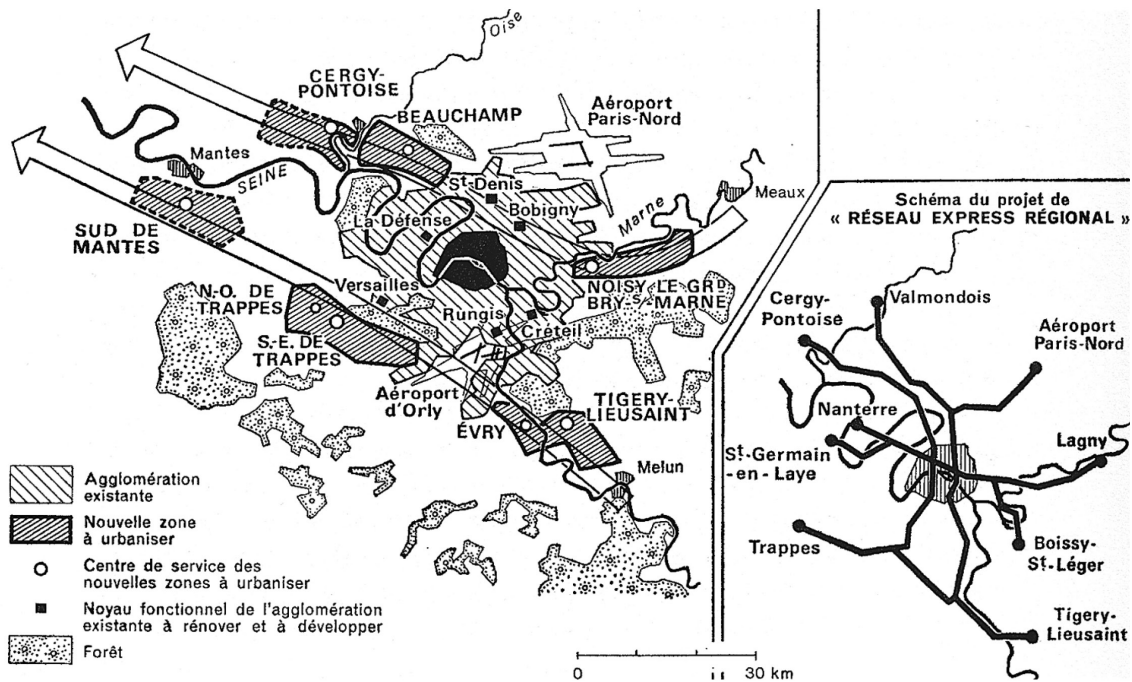 Oise
CERGY-
PONTOISE
BEAUCHAMP
Aéroport
Paris-Nord
Mantes
SEINE
St-Denis
Bobigny
Marne
Meaux
La Défense
SUD DE
MANTES
Versailles
N.-O. DE
TRAPPES
NOISY-LE-GRD
BRY-S-MARNE
Rungis
Créteil
S.-E. DE
TRAPPES
Aéroport
d'Orly
TIGERY-
LIEUSAINT
ÉVRY
Melun
Agglomération
existante
Nouvelle zone
à urbaniser
Centre de service des
nouvelles zones à urbaniser
Noyau fonctionnel de l'agglomération
existante à rénover et à développer
Forêt
0 30 km
Schéma du projet de
« RÉSEAU EXPRESS RÉGIONAL »
Valmondois
Cergy-
Pontoise
Aéroport
Paris-Nord
Nanterre
Lagny
St-Germain
-en-Laye
Trappes
Boissy-
St-Léger
Tigery-
Lieusaint